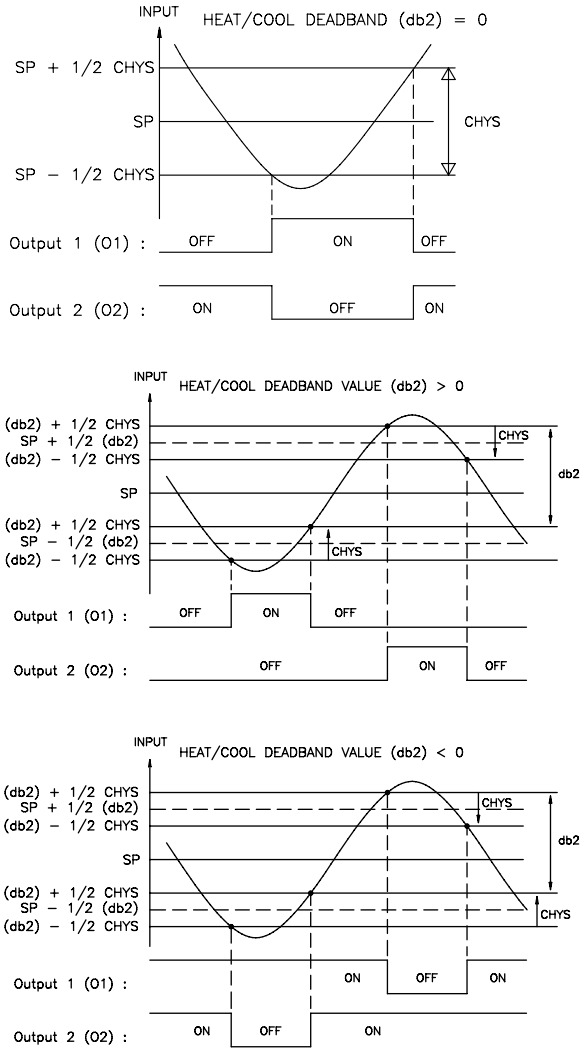 INPUT
HEAT/COOL DEADBAND (db2) = 0
SP + 1/2 CHYS
SP
CHYS
SP - 1/2 CHYS
Output 1 (O1) : OFF ON OFF
Output 2 (O2) : ON OFF ON
INPUT
HEAT/COOL DEADBAND VALUE (db2) > 0
(db2) + 1/2 CHYS
SP + 1/2 (db2)
CHYS
(db2) - 1/2 CHYS
db2
SP
(db2) + 1/2 CHYS
SP - 1/2 (db2)
CHYS
(db2) - 1/2 CHYS
Output 1 (O1) : OFF ON OFF
Output 2 (O2) : OFF ON OFF
INPUT
HEAT/COOL DEADBAND VALUE (db2) < 0
(db2) + 1/2 CHYS
SP + 1/2 (db2)
CHYS
(db2) - 1/2 CHYS
db2
SP
(db2) + 1/2 CHYS
SP - 1/2 (db2)
CHYS
(db2) - 1/2 CHYS
Output 1 (O1) : ON OFF ON
Output 2 (O2) : ON OFF ON